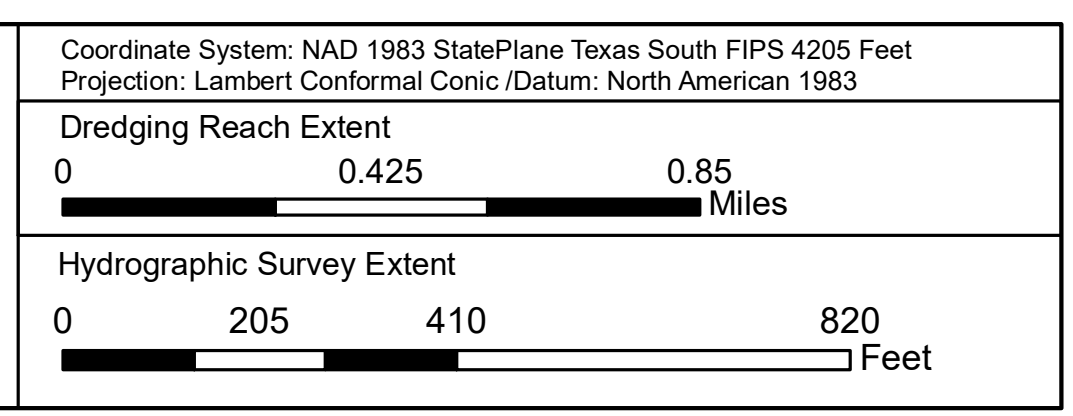 Coordinate System: NAD 1983 StatePlane Texas South FIPS 4205 Feet
Projection: Lambert Conformal Conic /Datum: North American 1983
Dredging Reach Extent
0 0.425 0.85
Miles
Hydrographic Survey Extent
0 205 410 820
Feet